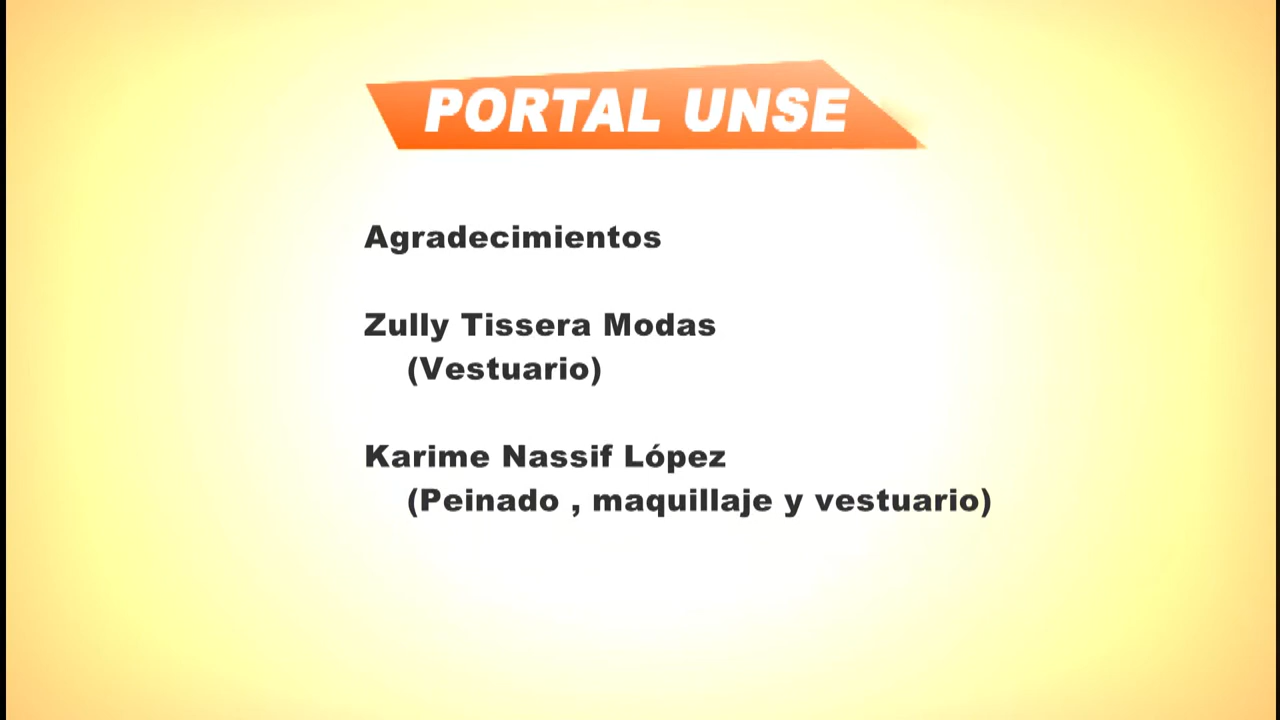 PORTAL UNSE
Agradecimientos
Zully Tissera Modas
(Vestuario)
Karime Nassif López
(Peinado , maquillaje y vestuario)